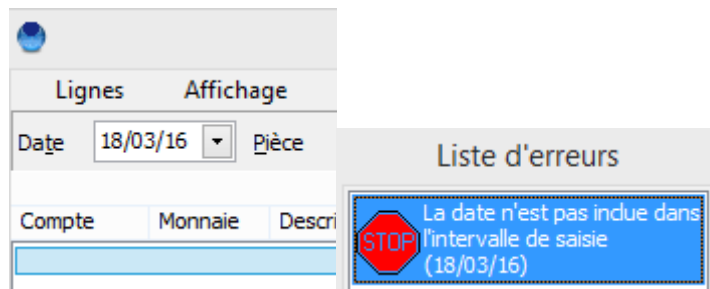 Lignes Affichage
Date 18/03/16 Pièce
Compte Monnaie Descri
Liste d'erreurs
STOP
La date n'est pas inclue dans
l'intervalle de saisie
(18/03/16)